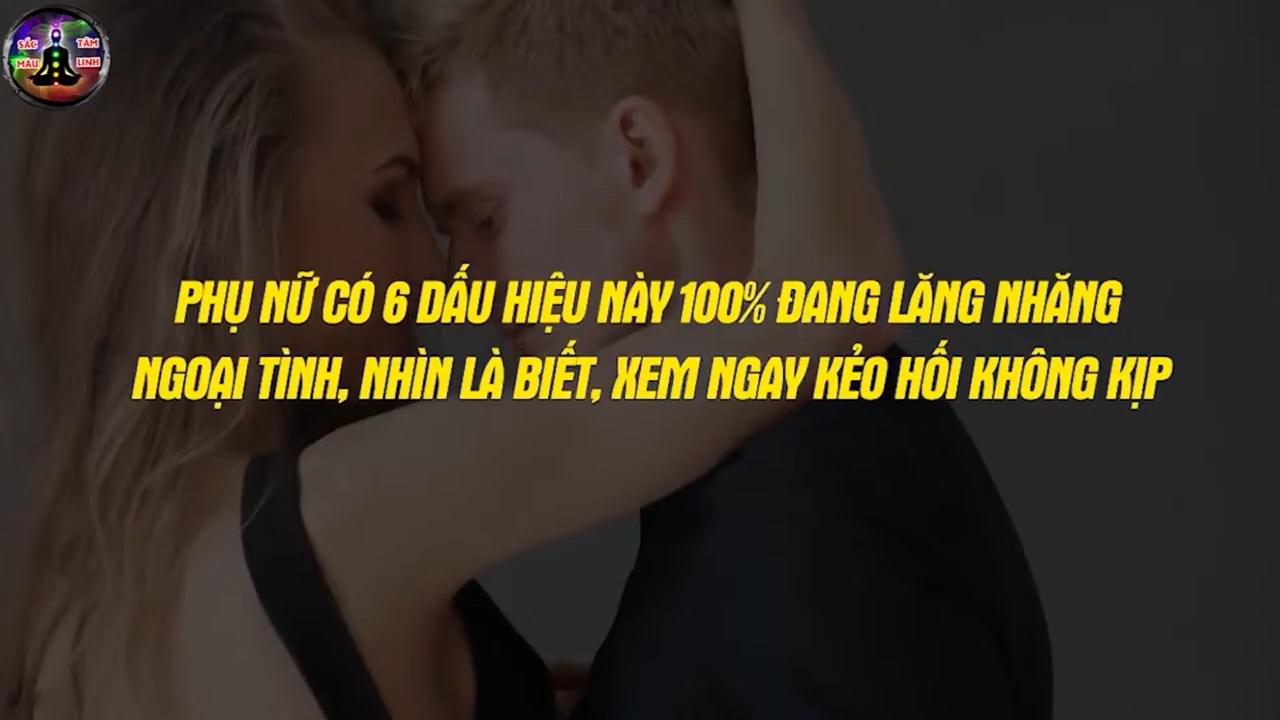 SẮC TÂM
MÀU LINH
PHỤ NỮ CÓ 6 DẤU HIỆU NÀY 100% ĐANG LĂNG NHĂNG
NGOẠI TÌNH, NHÌN LÀ BIẾT, XEM NGAY KẺO HỐI KHÔNG KỊP